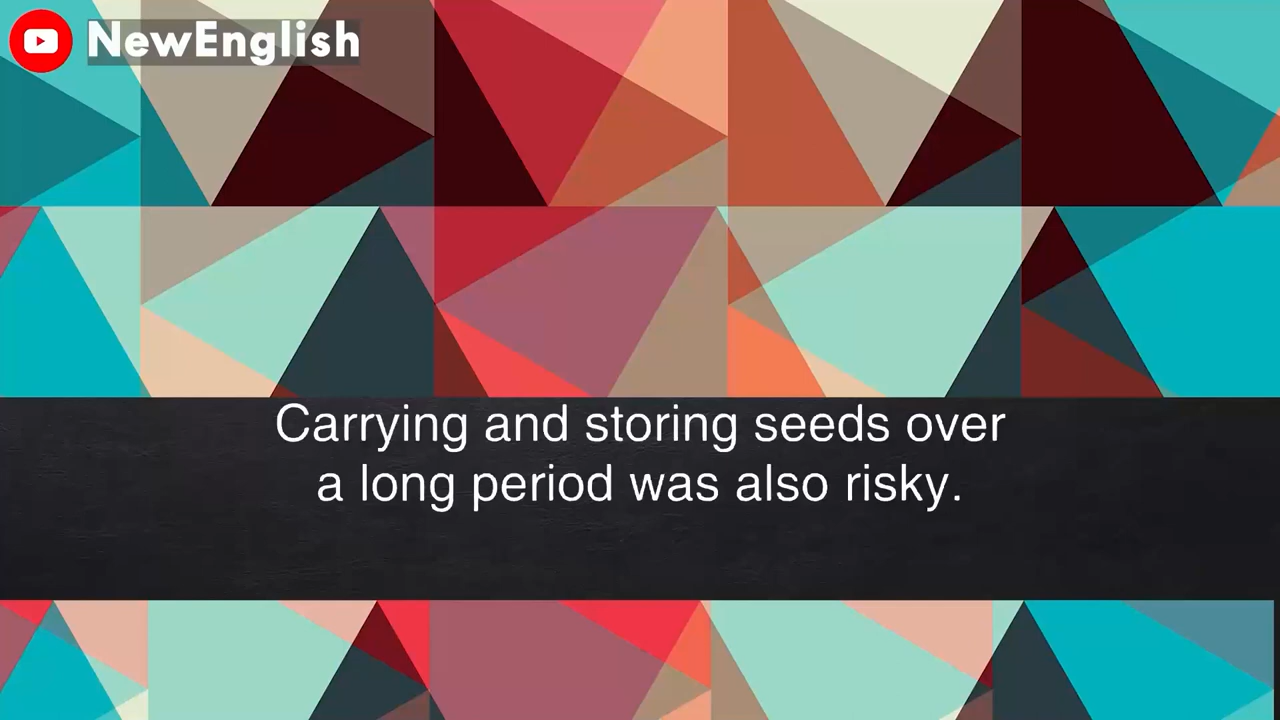 NewEnglish
Carrying and storing seeds over
a long period was also risky.